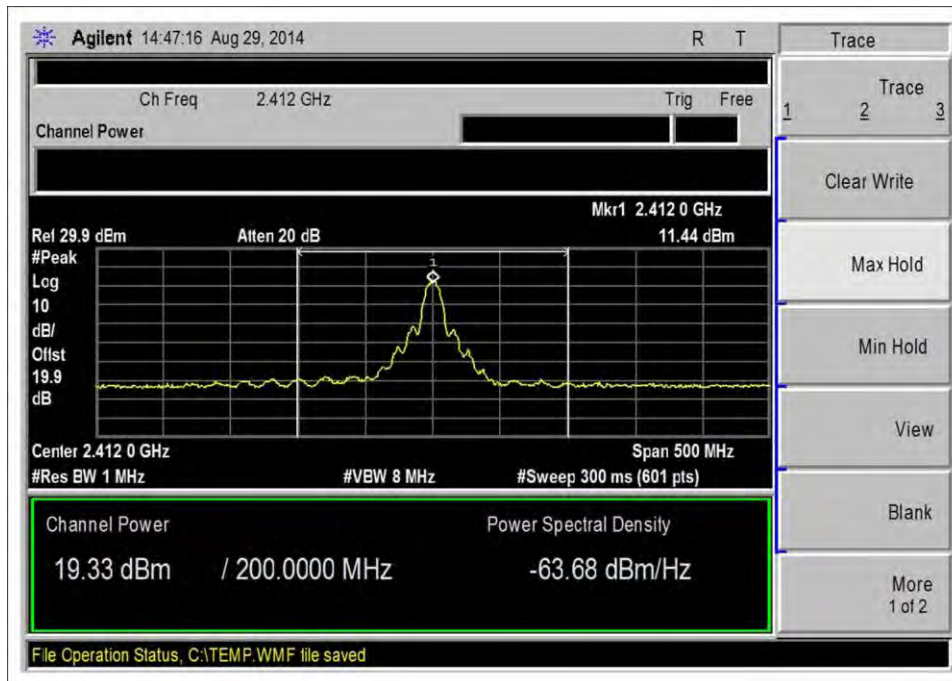 Agilent 14:47:16 Aug 29, 2014 R T
Trace
Ch Freq 2.412 GHz Trig Free
Channel Power
Trace
1 2 3
Clear Write
Max Hold
Min Hold
View
Blank
More
1 of 2
Mkr1 2.412 0 GHz
Ref 29.9 dBm Atten 20 dB 11.44 dBm
#Peak
Log
10
dB/
Offst
19.9
dB
1
Center 2.412 0 GHz Span 500 MHz
#Res BW 1 MHz #VBW 8 MHz #Sweep 300 ms (601 pts)
Channel Power Power Spectral Density
19.33 dBm / 200.0000 MHz -63.68 dBm/Hz
File Operation Status, C:\TEMP.WMF file saved